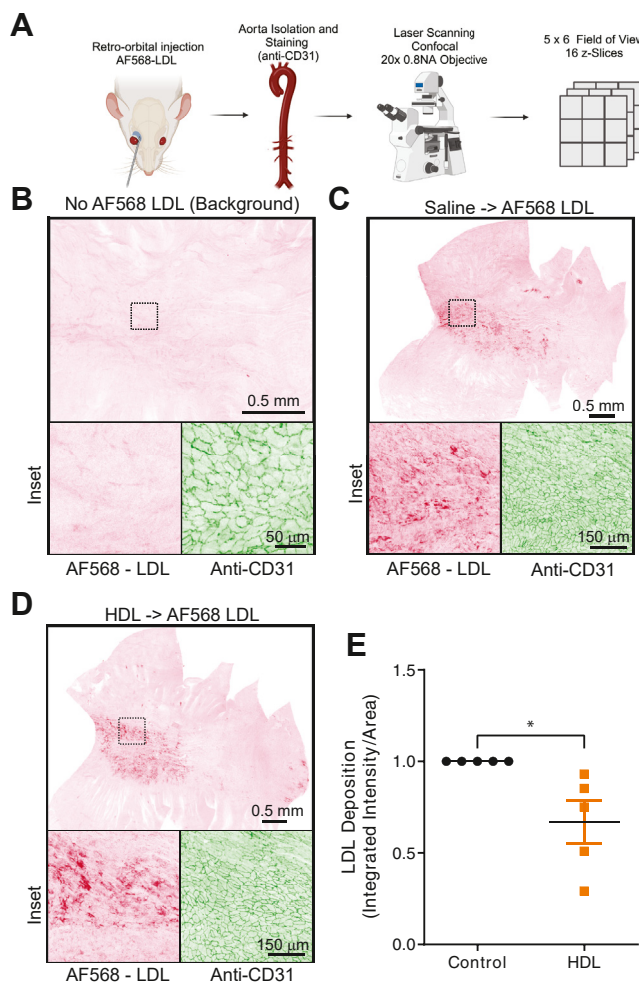 A
Retro-orbital injection
AF568-LDL
Aorta Isolation and
Staining
(anti-CD31)
Laser Scanning
Confocal
20x 0.8NA Objective
5 x 6 Field of View
16 z-Slices
B
No AF568 LDL (Background)
0.5 mm
Inset
50 μm
AF568 - LDL
Anti-CD31
C
Saline -> AF568 LDL
0.5 mm
Inset
150 μm
AF568 - LDL
Anti-CD31
D
HDL -> AF568 LDL
0.5 mm
Inset
150 μm
AF568 - LDL
Anti-CD31
E
LDL Deposition
(Integrated Intensity/Area)
1.5
1.0
0.5
0.0
*
Control
HDL